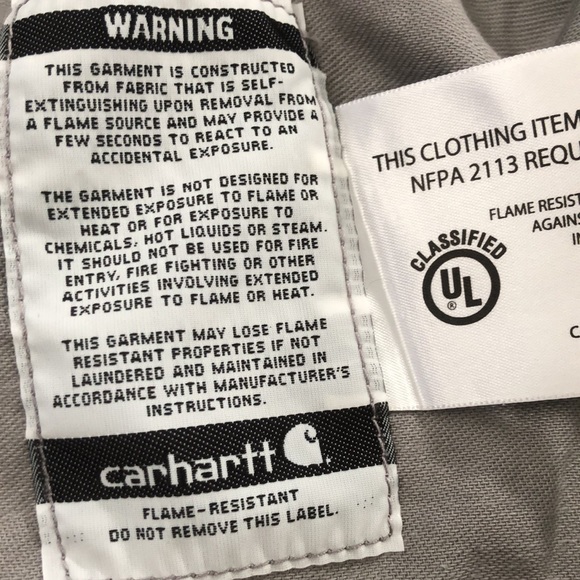 WARNING
THIS GARMENT IS CONSTRUCTED
FROM FABRIC THAT IS SELF-
EXTINGUISHING UPON REMOVAL FROM
A FLAME SOURCE AND MAY PROVIDE A
FEW SECONDS TO REACT TO AN
ACCIDENTAL EXPOSURE.
THE GARMENT IS NOT DESIGNED FOR
EXTENDED EXPOSURE TO FLAME OR
HEAT OR FOR EXPOSURE TO
CHEMICALS, HOT LIQUIDS OR STEAM.
IT SHOULD NOT BE USED FOR FIRE
ENTRY, FIRE FIGHTING OR OTHER
ACTIVITIES INVOLVING EXTENDED
EXPOSURE TO FLAME OR HEAT.
THIS GARMENT MAY LOSE FLAME
RESISTANT PROPERTIES IF NOT
LAUNDERED AND MAINTAINED IN
ACCORDANCE WITH MANUFACTURER'S
INSTRUCTIONS.
carhartt
FLAME-RESISTANT
DO NOT REMOVE THIS LABEL.
THIS CLOTHING ITEM
NFPA 2113 REQU
FLAME RESIS
AGAINS
IN
CLASSIFIED
UL
®
C